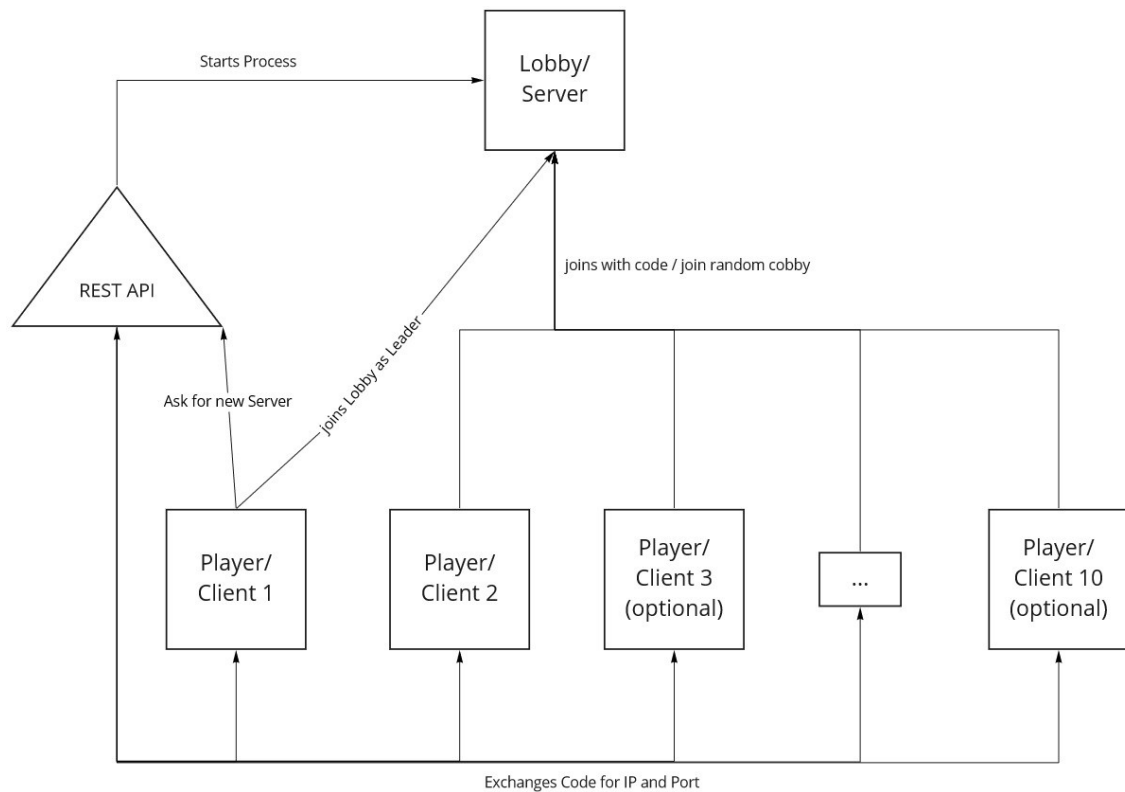 Starts Process
Lobby/
Server
REST API
joins with code / join random cobby
joins Lobby as Leader
Ask for new Server
Player/
Client 1
Player/
Client 2
Player/
Client 3
(optional)
...
Player/
Client 10
(optional)
Exchanges Code for IP and Port